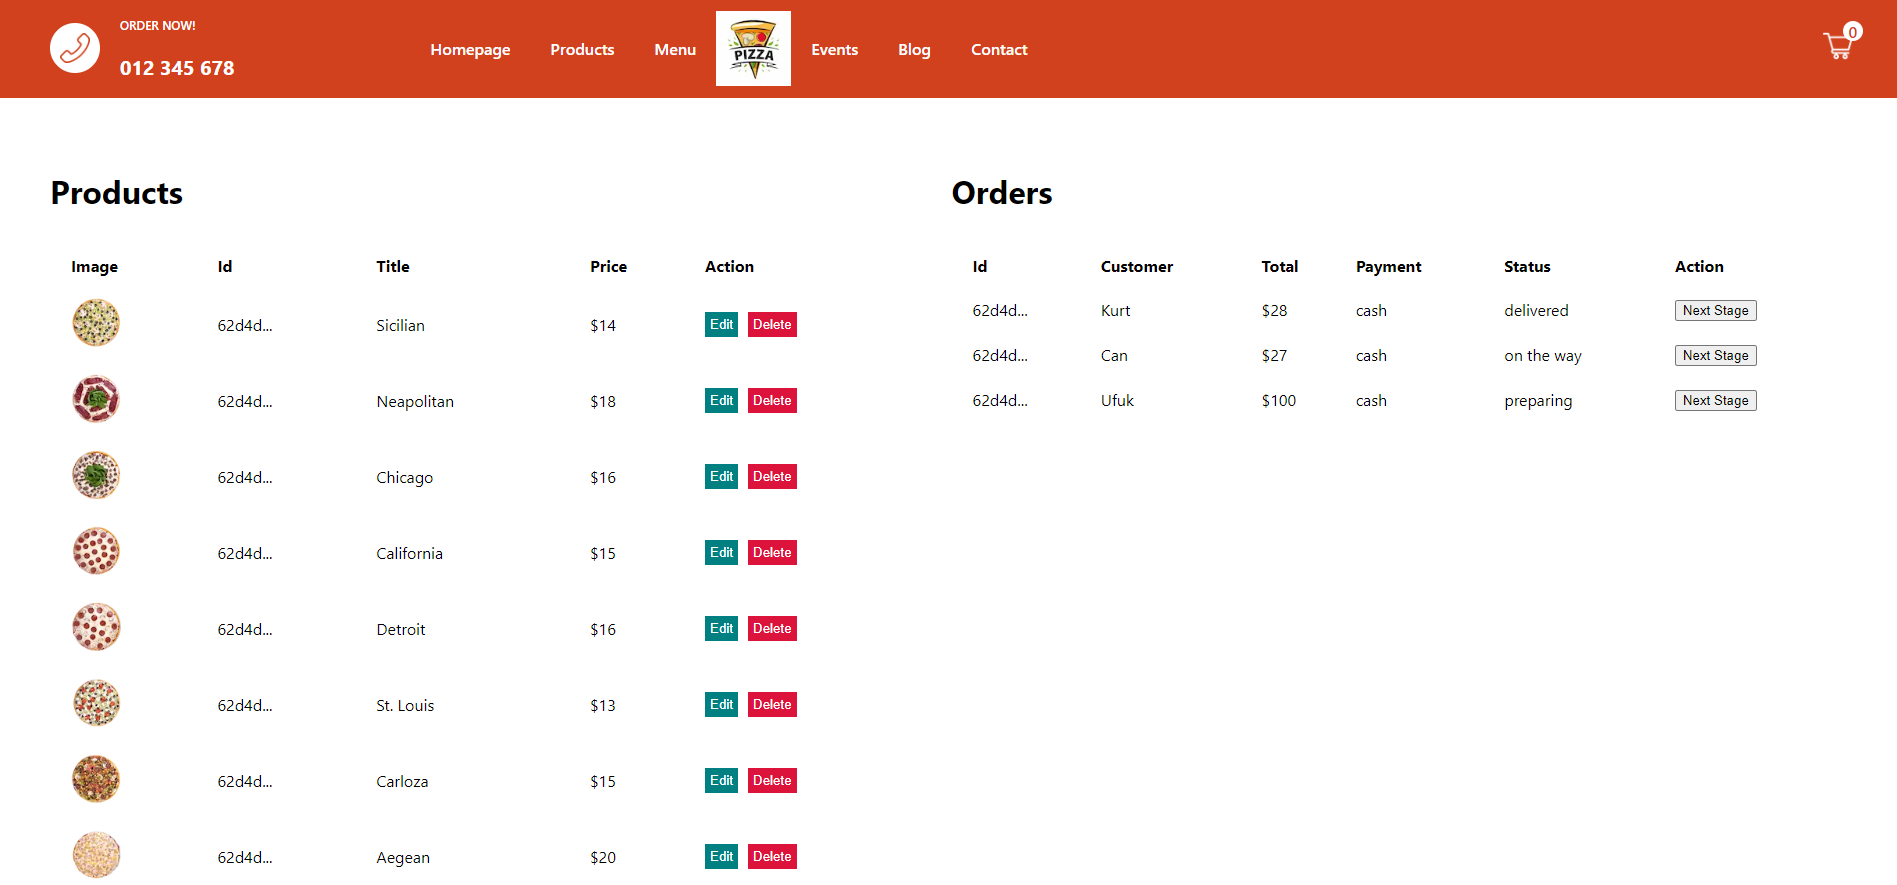 ORDER NOW!
012 345 678
Homepage Products Menu PIZZA Events Blog Contact
0
Products
Image Id Title Price Action
62d4d... Sicilian $14 Edit Delete
62d4d... Neapolitan $18 Edit Delete
62d4d... Chicago $16 Edit Delete
62d4d... California $15 Edit Delete
62d4d... Detroit $16 Edit Delete
62d4d... St. Louis $13 Edit Delete
62d4d... Carloza $15 Edit Delete
62d4d... Aegean $20 Edit Delete
Orders
Id Customer Total Payment Status Action
62d4d... Kurt $28 cash delivered Next Stage
62d4d... Can $27 cash on the way Next Stage
62d4d... Ufuk $100 cash preparing Next Stage